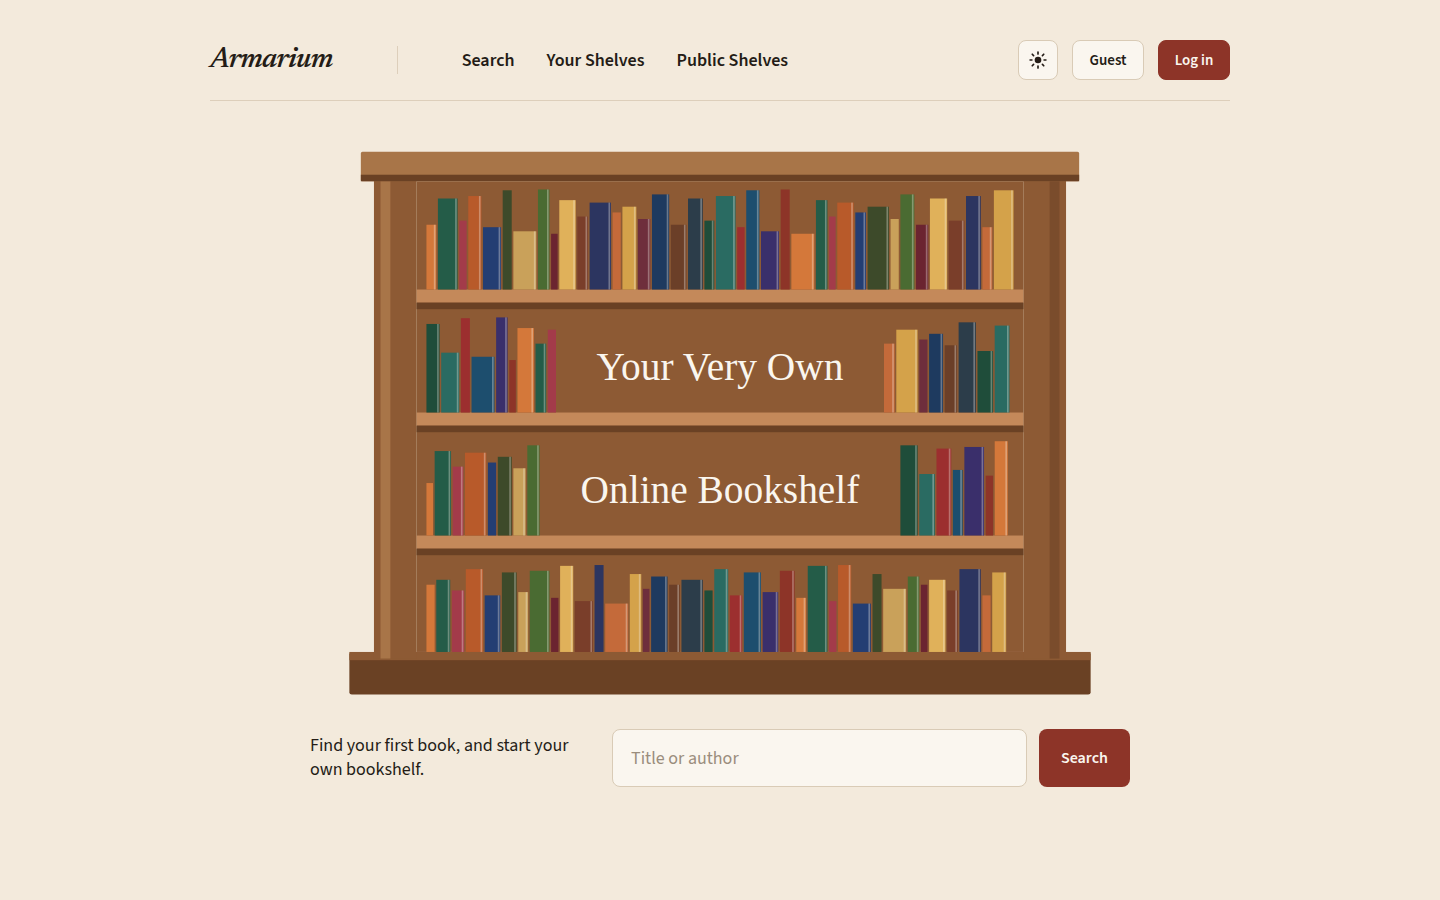 Armarium
Search
Your Shelves
Public Shelves
Guest
Log in
Your Very Own
Online Bookshelf
Find your first book, and start your
own bookshelf.
Title or author
Search